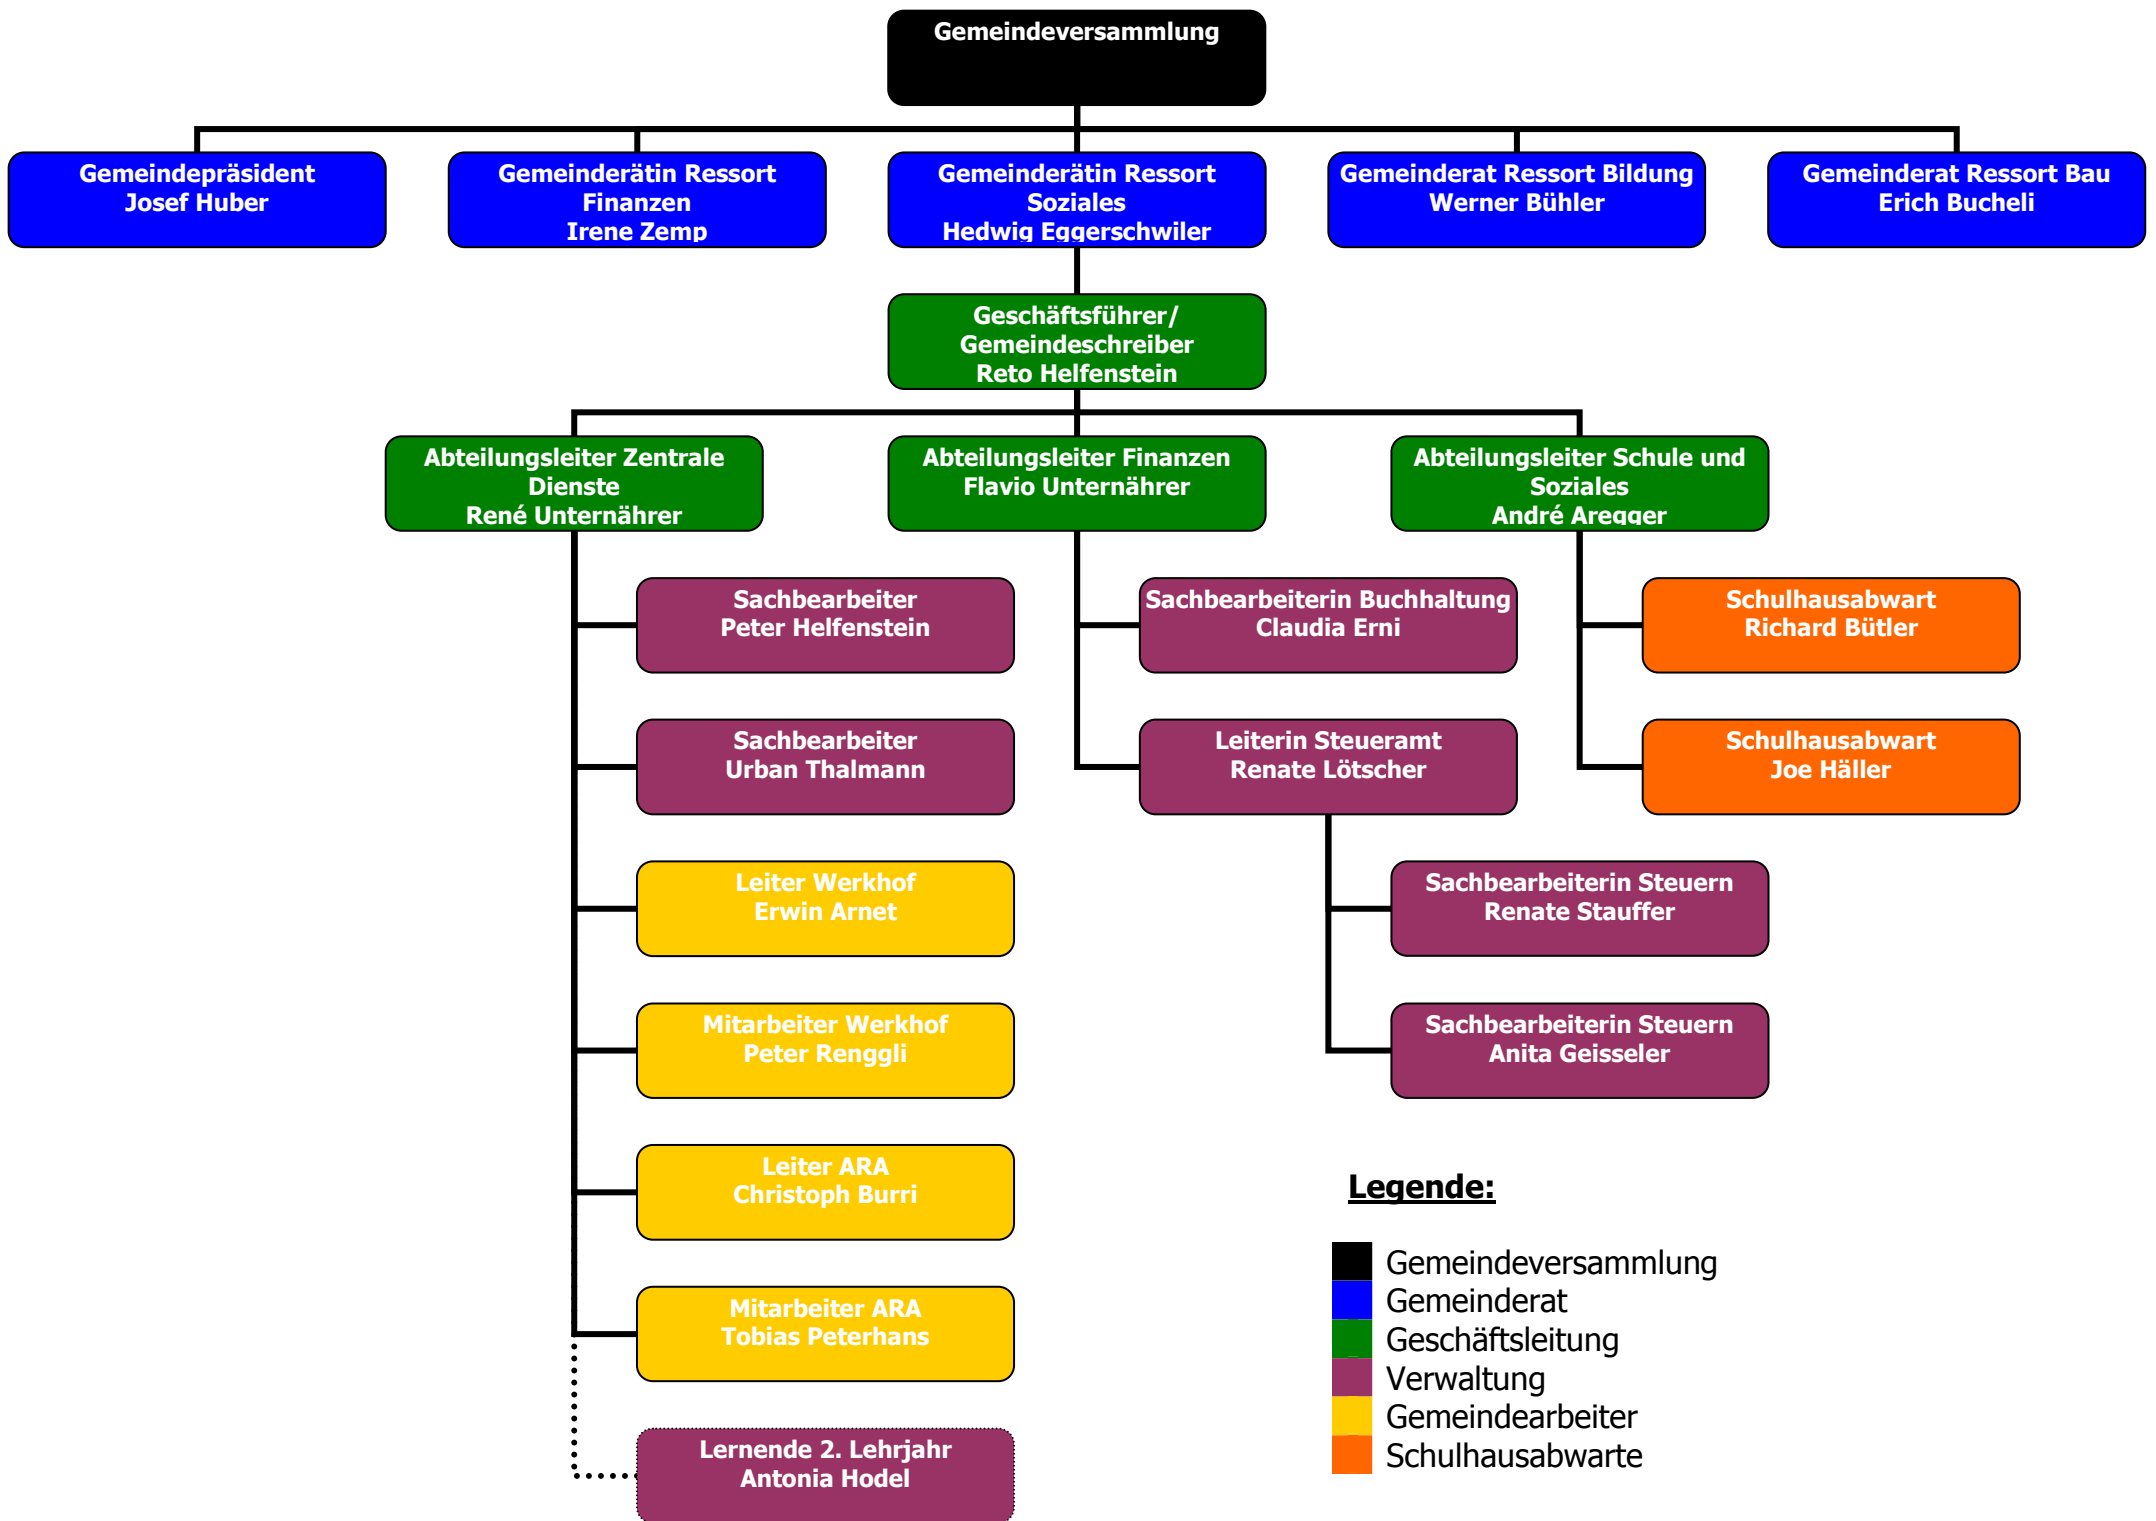 Gemeindeversammlung
Gemeindepräsident
Josef Huber
Gemeinderätin Ressort
Finanzen
Irene Zemp
Gemeinderätin Ressort
Soziales
Hedwig Eggerschwiler
Gemeinderat Ressort Bildung
Werner Bühler
Gemeinderat Ressort Bau
Erich Bucheli
Geschäftsführer/
Gemeindeschreiber
Reto Helfenstein
Abteilungsleiter Zentrale
Dienste
René Unternährer
Abteilungsleiter Finanzen
Flavio Unternährer
Abteilungsleiter Schule und
Soziales
André Aregger
Sachbearbeiter
Peter Helfenstein
Sachbearbeiterin Buchhaltung
Claudia Erni
Schulhausabwart
Richard Bütler
Sachbearbeiter
Urban Thalmann
Leiterin Steueramt
Renate Lötscher
Schulhausabwart
Joe Häller
Leiter Werkhof
Erwin Arnet
Sachbearbeiterin Steuern
Renate Stauffer
Mitarbeiter Werkhof
Peter Renggli
Sachbearbeiterin Steuern
Anita Geisseler
Leiter ARA
Christoph Burri
Mitarbeiter ARA
Tobias Peterhans
Lernende 2. Lehrjahr
Antonia Hodel
Legende:
Gemeindeversammlung
Gemeinderat
Geschäftsleitung
Verwaltung
Gemeindearbeiter
Schulhausabwarte